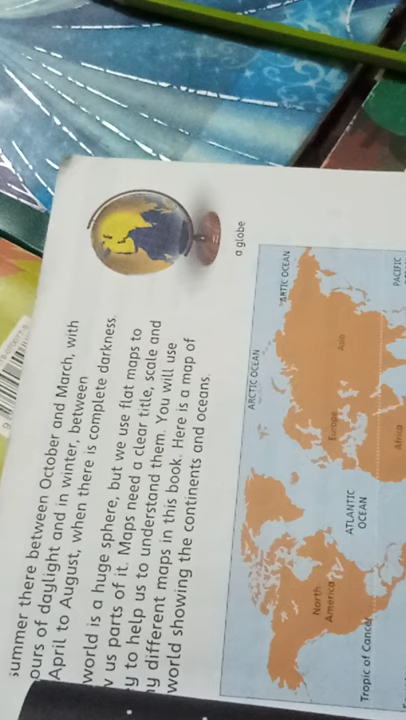 summer there between October and March, with
ours of daylight and in winter, between
April to August, when there is complete darkness.
world is a huge sphere, but we use flat maps to
us parts of it. Maps need a clear title, scale and
y to help us to understand them. You will use
ny different maps in this book. Here is a map of
world showing the continents and oceans.
a globe
ARCTIC OCEAN
ARTIC OCEAN
North
America
Europe
Asia
ATLANTIC
OCEAN
Africa
PACIFIC
Tropic of Cancer